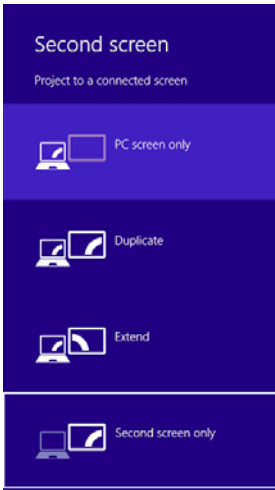 Second screen
Project to a connected screen
PC screen only
Duplicate
Extend
Second screen only